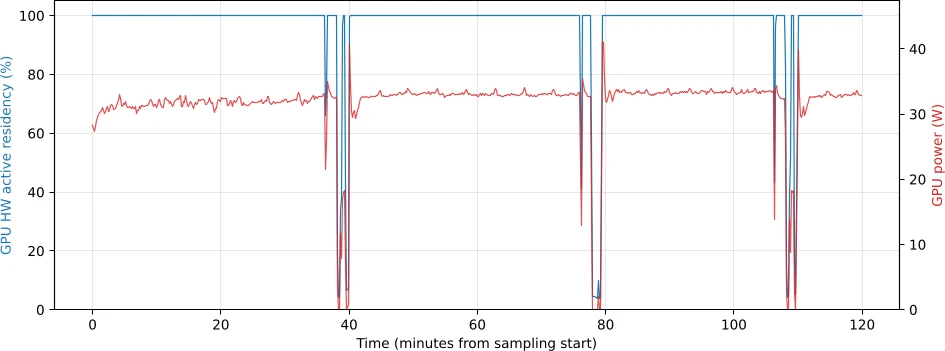 GPU HW active residency (%)
100
80
60
40
20
0
GPU power (W)
40
30
20
10
0
0 20 40 60 80 100 120
Time (minutes from sampling start)